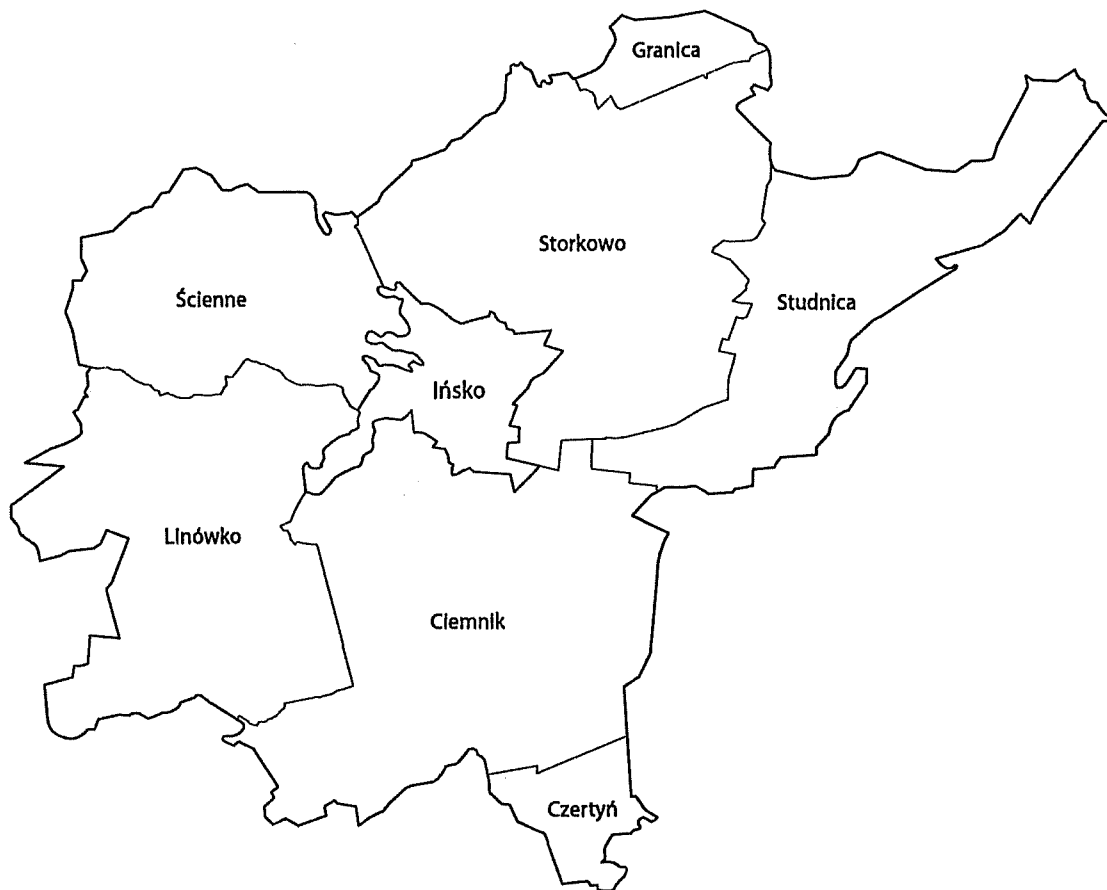 Granica
Storkowo
Ścienne
Studnica
Ińsko
Linówko
Ciemnik
Czertyń